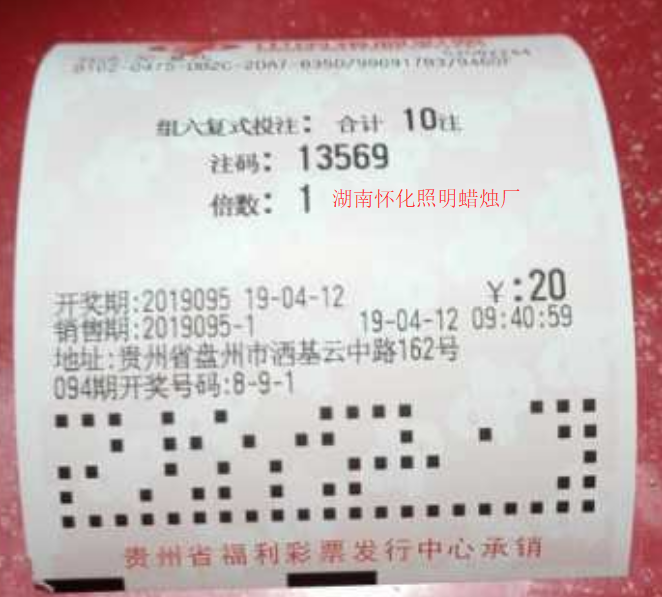 组六复式投注: 合计 10注
注码: 13569
倍数: 1
湖南怀化照明蜡烛厂
开奖期:2019095 19-04-12 ¥:20
销售期:2019095-1 19-04-12 09:40:59
地址:贵州省盘州市洒基云中路162号
094期开奖号码:8-9-1
贵州省福利彩票发行中心承销